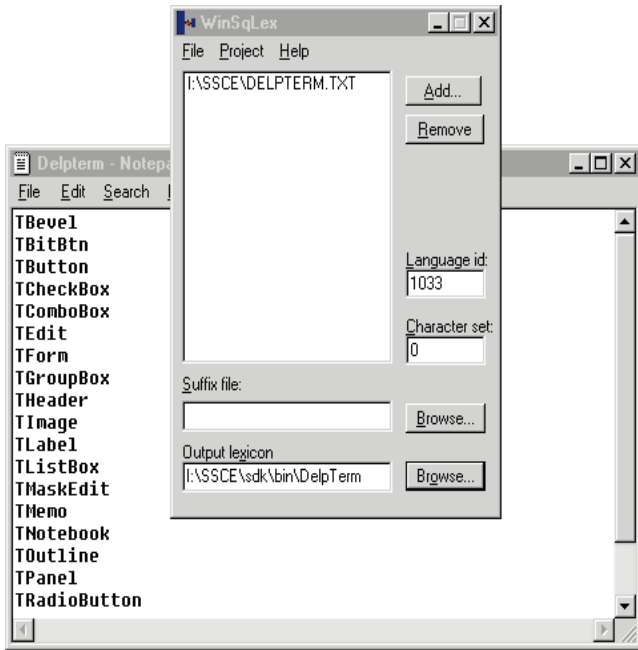 WinSqLex
File Project Help
I:\SSCE\DELPTERM.TXT
Add...
Remove
Language id:
1033
Character set:
0
Suffix file:
Browse...
Output lexicon
I:\SSCE\sdk\bin\DelpTerm
Browse...
Delpterm - Notepa
File Edit Search
TBevel
TBitBtn
TButton
TCheckBox
TComboBox
TEdit
TForm
TGroupBox
THeader
TImage
TLabel
TListBox
TMaskEdit
TMemo
TNotebook
TOutline
TPanel
TRadioButton